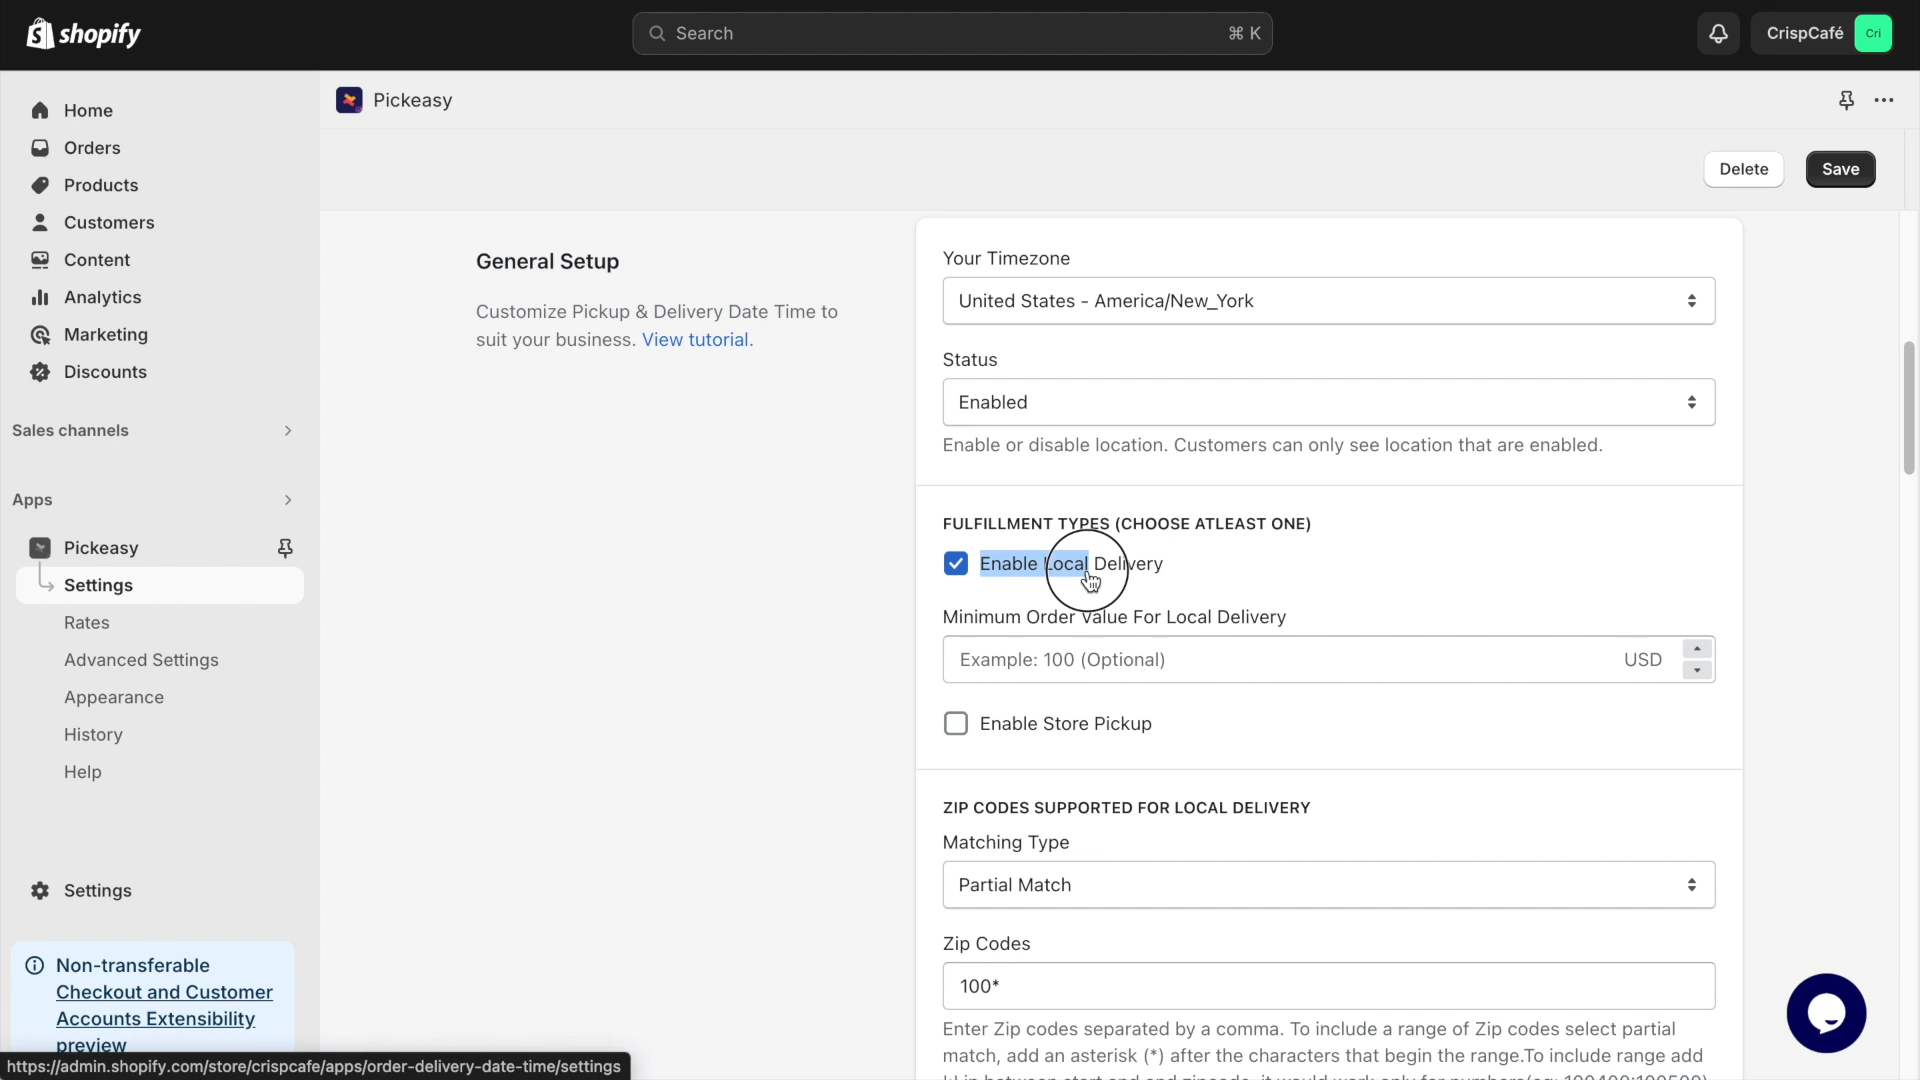 shopify
Search
⌘ K
CrispCafé
Cri
Home
Orders
Products
Customers
Content
Analytics
Marketing
Discounts
Sales channels
Apps
Pickeasy
Settings
Rates
Advanced Settings
Appearance
History
Help
Settings
Non-transferable
Checkout and Customer
Accounts Extensibility
preview
https://admin.shopify.com/store/crispcafe/apps/order-delivery-date-time/settings
Pickeasy
Delete
Save
General Setup
Customize Pickup & Delivery Date Time to
suit your business. View tutorial.
Your Timezone
United States - America/New_York
Status
Enabled
Enable or disable location. Customers can only see location that are enabled.
FULFILLMENT TYPES (CHOOSE ATLEAST ONE)
Enable Local Delivery
Minimum Order Value For Local Delivery
Example: 100 (Optional)
USD
Enable Store Pickup
ZIP CODES SUPPORTED FOR LOCAL DELIVERY
Matching Type
Partial Match
Zip Codes
100*
Enter Zip codes separated by a comma. To include a range of Zip codes select partial
match, add an asterisk (*) after the characters that begin the range.To include range add